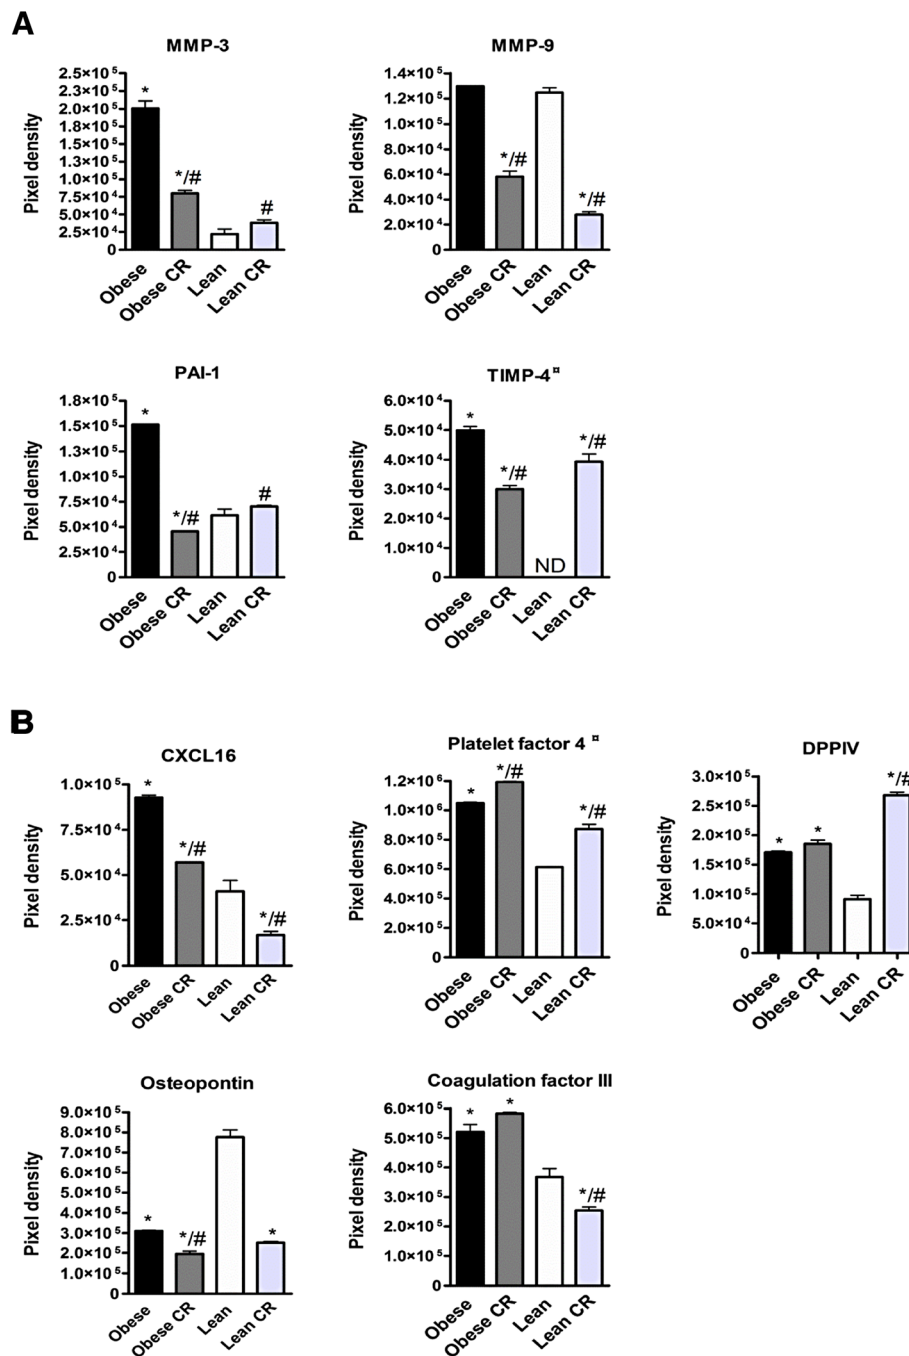 A
MMP-3
Pixel density
2.5×10⁵
2.3×10⁵
2.0×10⁵
1.8×10⁵
1.5×10⁵
1.3×10⁵
1.0×10⁵
7.5×10⁴
5.0×10⁴
2.5×10⁴
0
*
*/#
#
Obese
Obese CR
Lean
Lean CR
MMP-9
Pixel density
1.4×10⁵
1.2×10⁵
1.0×10⁵
8.0×10⁴
6.0×10⁴
4.0×10⁴
2.0×10⁴
0
*/#
*/#
Obese
Obese CR
Lean
Lean CR
PAI-1
Pixel density
1.8×10⁵
1.5×10⁵
1.3×10⁵
1.0×10⁵
7.5×10⁴
5.0×10⁴
2.5×10⁴
0
*
*/#
#
Obese
Obese CR
Lean
Lean CR
TIMP-4¤
Pixel density
6.0×10⁴
5.0×10⁴
4.0×10⁴
3.0×10⁴
2.0×10⁴
1.0×10⁴
0
*
*/#
ND
*/#
Obese
Obese CR
Lean
Lean CR
B
CXCL16
Pixel density
1.0×10⁵
7.5×10⁴
5.0×10⁴
2.5×10⁴
0
*
*/#
*/#
Obese
Obese CR
Lean
Lean CR
Platelet factor 4 ¤
Pixel density
1.2×10⁶
1.0×10⁶
8.0×10⁵
6.0×10⁵
4.0×10⁵
2.0×10⁵
0
*
*/#
*/#
Obese
Obese CR
Lean
Lean CR
DPPIV
Pixel density
3.0×10⁵
2.5×10⁵
2.0×10⁵
1.5×10⁵
1.0×10⁵
5.0×10⁴
0
*
*
*/#
Obese
Obese CR
Lean
Lean CR
Osteopontin
Pixel density
9.0×10⁵
8.0×10⁵
7.0×10⁵
6.0×10⁵
5.0×10⁵
4.0×10⁵
3.0×10⁵
2.0×10⁵
1.0×10⁵
0
*
*/#
*
Obese
Obese CR
Lean
Lean CR
Coagulation factor III
Pixel density
6.0×10⁵
5.0×10⁵
4.0×10⁵
3.0×10⁵
2.0×10⁵
1.0×10⁵
0
*
*
*/#
Obese
Obese CR
Lean
Lean CR